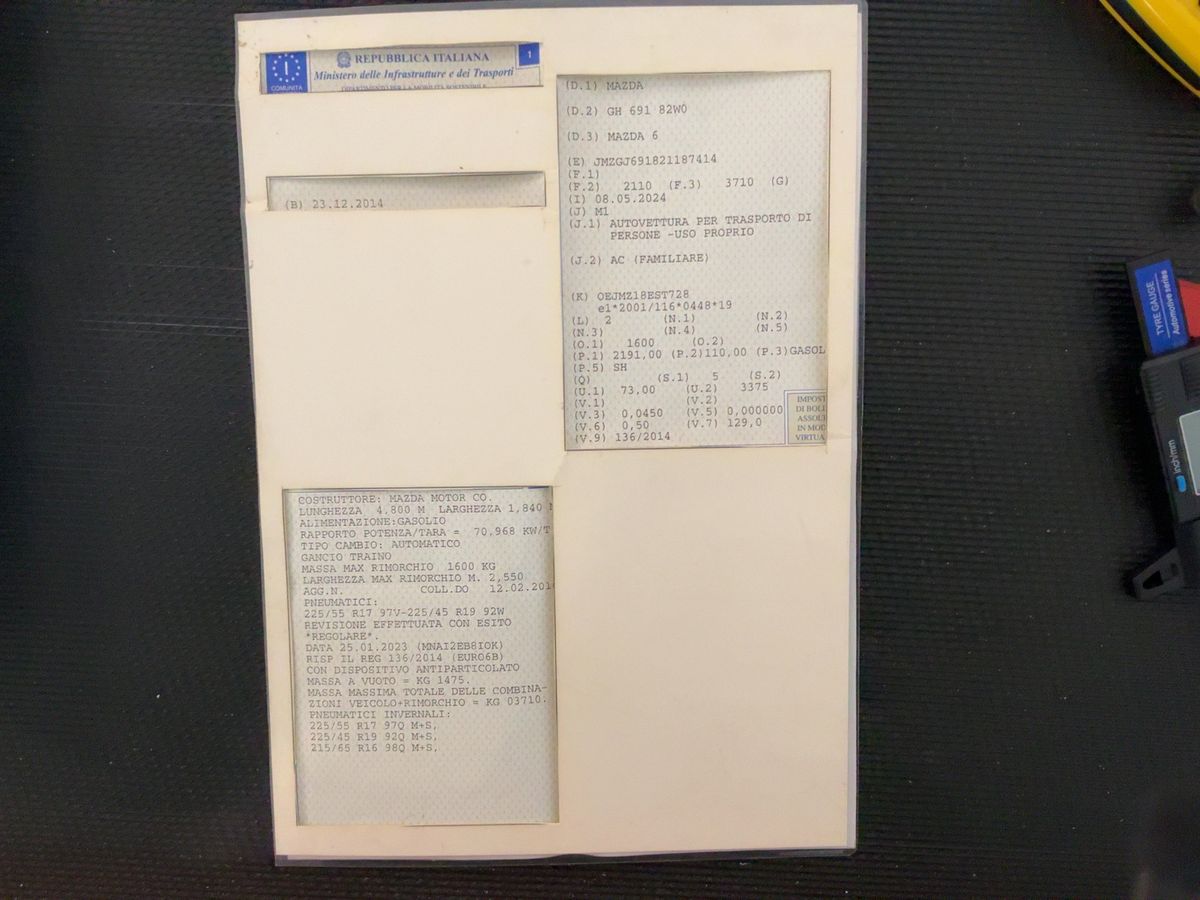 REPUBBLICA ITALIANA
1
Ministero delle Infrastrutture e dei Trasporti
COMUNITA
I
(B) 23.12.2014
(D.1) MAZDA
(D.2) GH 691 82W0
(D.3) MAZDA 6
(E) JMZGJ691821187414
(F.1)
(F.2) 2110 (F.3) 3710 (G)
(I) 08.05.2024
(J) M1
(J.1) AUTOVETTURA PER TRASPORTO DI
PERSONE -USO PROPRIO
(J.2) AC (FAMILIARE)
(K) OEJMZ18EST728
e1*2001/116*0448*19
(L) 2 (N.1) (N.2)
(N.3) (N.4) (N.5)
(O.1) 1600 (O.2)
(P.1) 2191,00 (P.2)110,00 (P.3)GASOL
(P.5) SH
(Q) (S.1) 5 (S.2)
(U.1) 73,00 (U.2) 3375
(V.1) (V.2)
(V.3) 0,0450 (V.5) 0,000000
(V.6) 0,50 (V.7) 129,0
(V.9) 136/2014
IMPOST
DI BOLL
ASSOL
IN MOD
VIRTUA
COSTRUTTORE: MAZDA MOTOR CO.
LUNGHEZZA 4,800 M LARGHEZZA 1,840
ALIMENTAZIONE:GASOLIO
RAPPORTO POTENZA/TARA = 70,968 KW/T
TIPO CAMBIO: AUTOMATICO
GANCIO TRAINO
MASSA MAX RIMORCHIO 1600 KG
LARGHEZZA MAX RIMORCHIO M. 2,550
AGG.N. COLL.DO 12.02.201
PNEUMATICI:
225/55 R17 97V-225/45 R19 92W
REVISIONE EFFETTUATA CON ESITO
*REGOLARE*.
DATA 25.01.2023 (MNAI2EB8IOK)
RISP IL REG 136/2014 (EURO6B)
CON DISPOSITIVO ANTIPARTICOLATO
MASSA A VUOTO = KG 1475.
MASSA MASSIMA TOTALE DELLE COMBINA-
ZIONI VEICOLO+RIMORCHIO = KG 03710.
PNEUMATICI INVERNALI:
225/55 R17 97Q M+S,
225/45 R19 92Q M+S,
215/65 R16 98Q M+S,
TYRE GAUGE
Automotive series
inch/mm